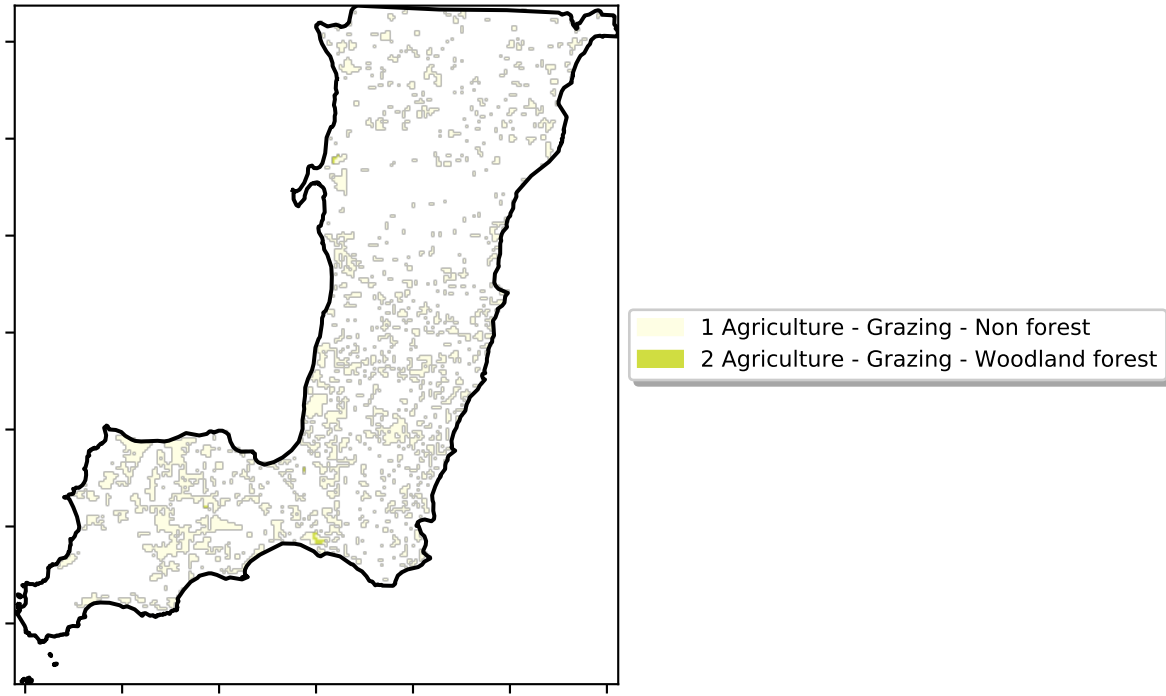 1 Agriculture - Grazing - Non forest
2 Agriculture - Grazing - Woodland forest